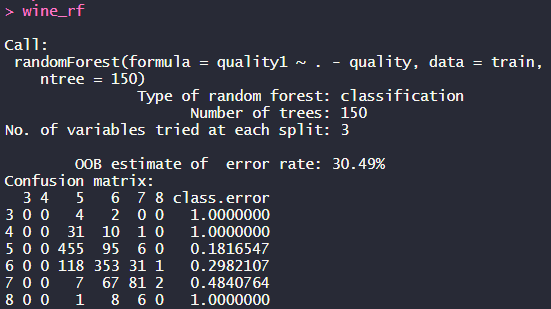 > wine_rf
Call:
randomForest(formula = quality1 ~ . - quality, data = train,
ntree = 150)
Type of random forest: classification
Number of trees: 150
No. of variables tried at each split: 3
OOB estimate of  error rate: 30.49%
Confusion matrix:
3 4   5   6  7 8 class.error
3 0 0   4   2  0 0   1.0000000
4 0 0  31  10  1 0   1.0000000
5 0 0 455  95  6 0   0.1816547
6 0 0 118 353 31 1   0.2982107
7 0 0   7  67 81 2   0.4840764
8 0 0   1   8  6 0   1.0000000